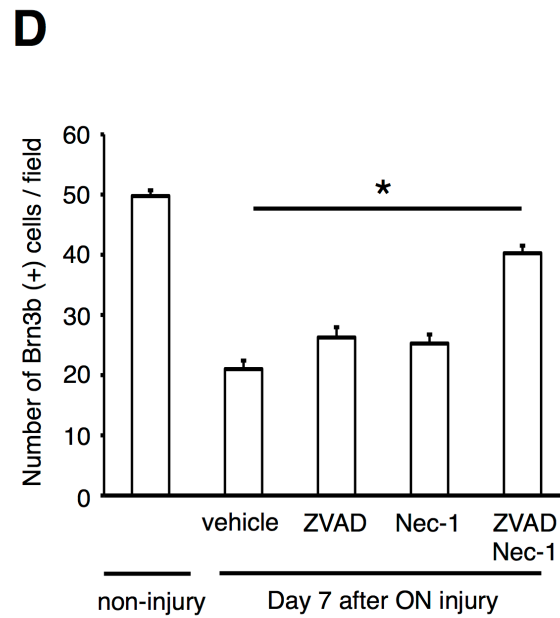 D
Number of Brn3b (+) cells / field
60
50
40
30
20
10
0
*
vehicle
ZVAD
Nec-1
ZVAD
Nec-1
non-injury
Day 7 after ON injury